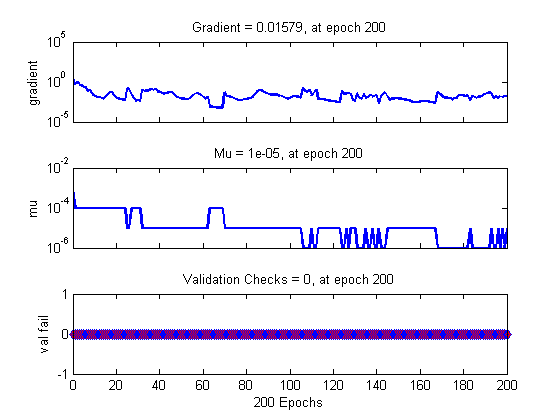 Gradient = 0.01579, at epoch 200
10^5
10^0
10^-5
gradient
Mu = 1e-05, at epoch 200
10^-2
10^-4
10^-6
mu
Validation Checks = 0, at epoch 200
1
0
-1
val fail
0 20 40 60 80 100 120 140 160 180 200
200 Epochs